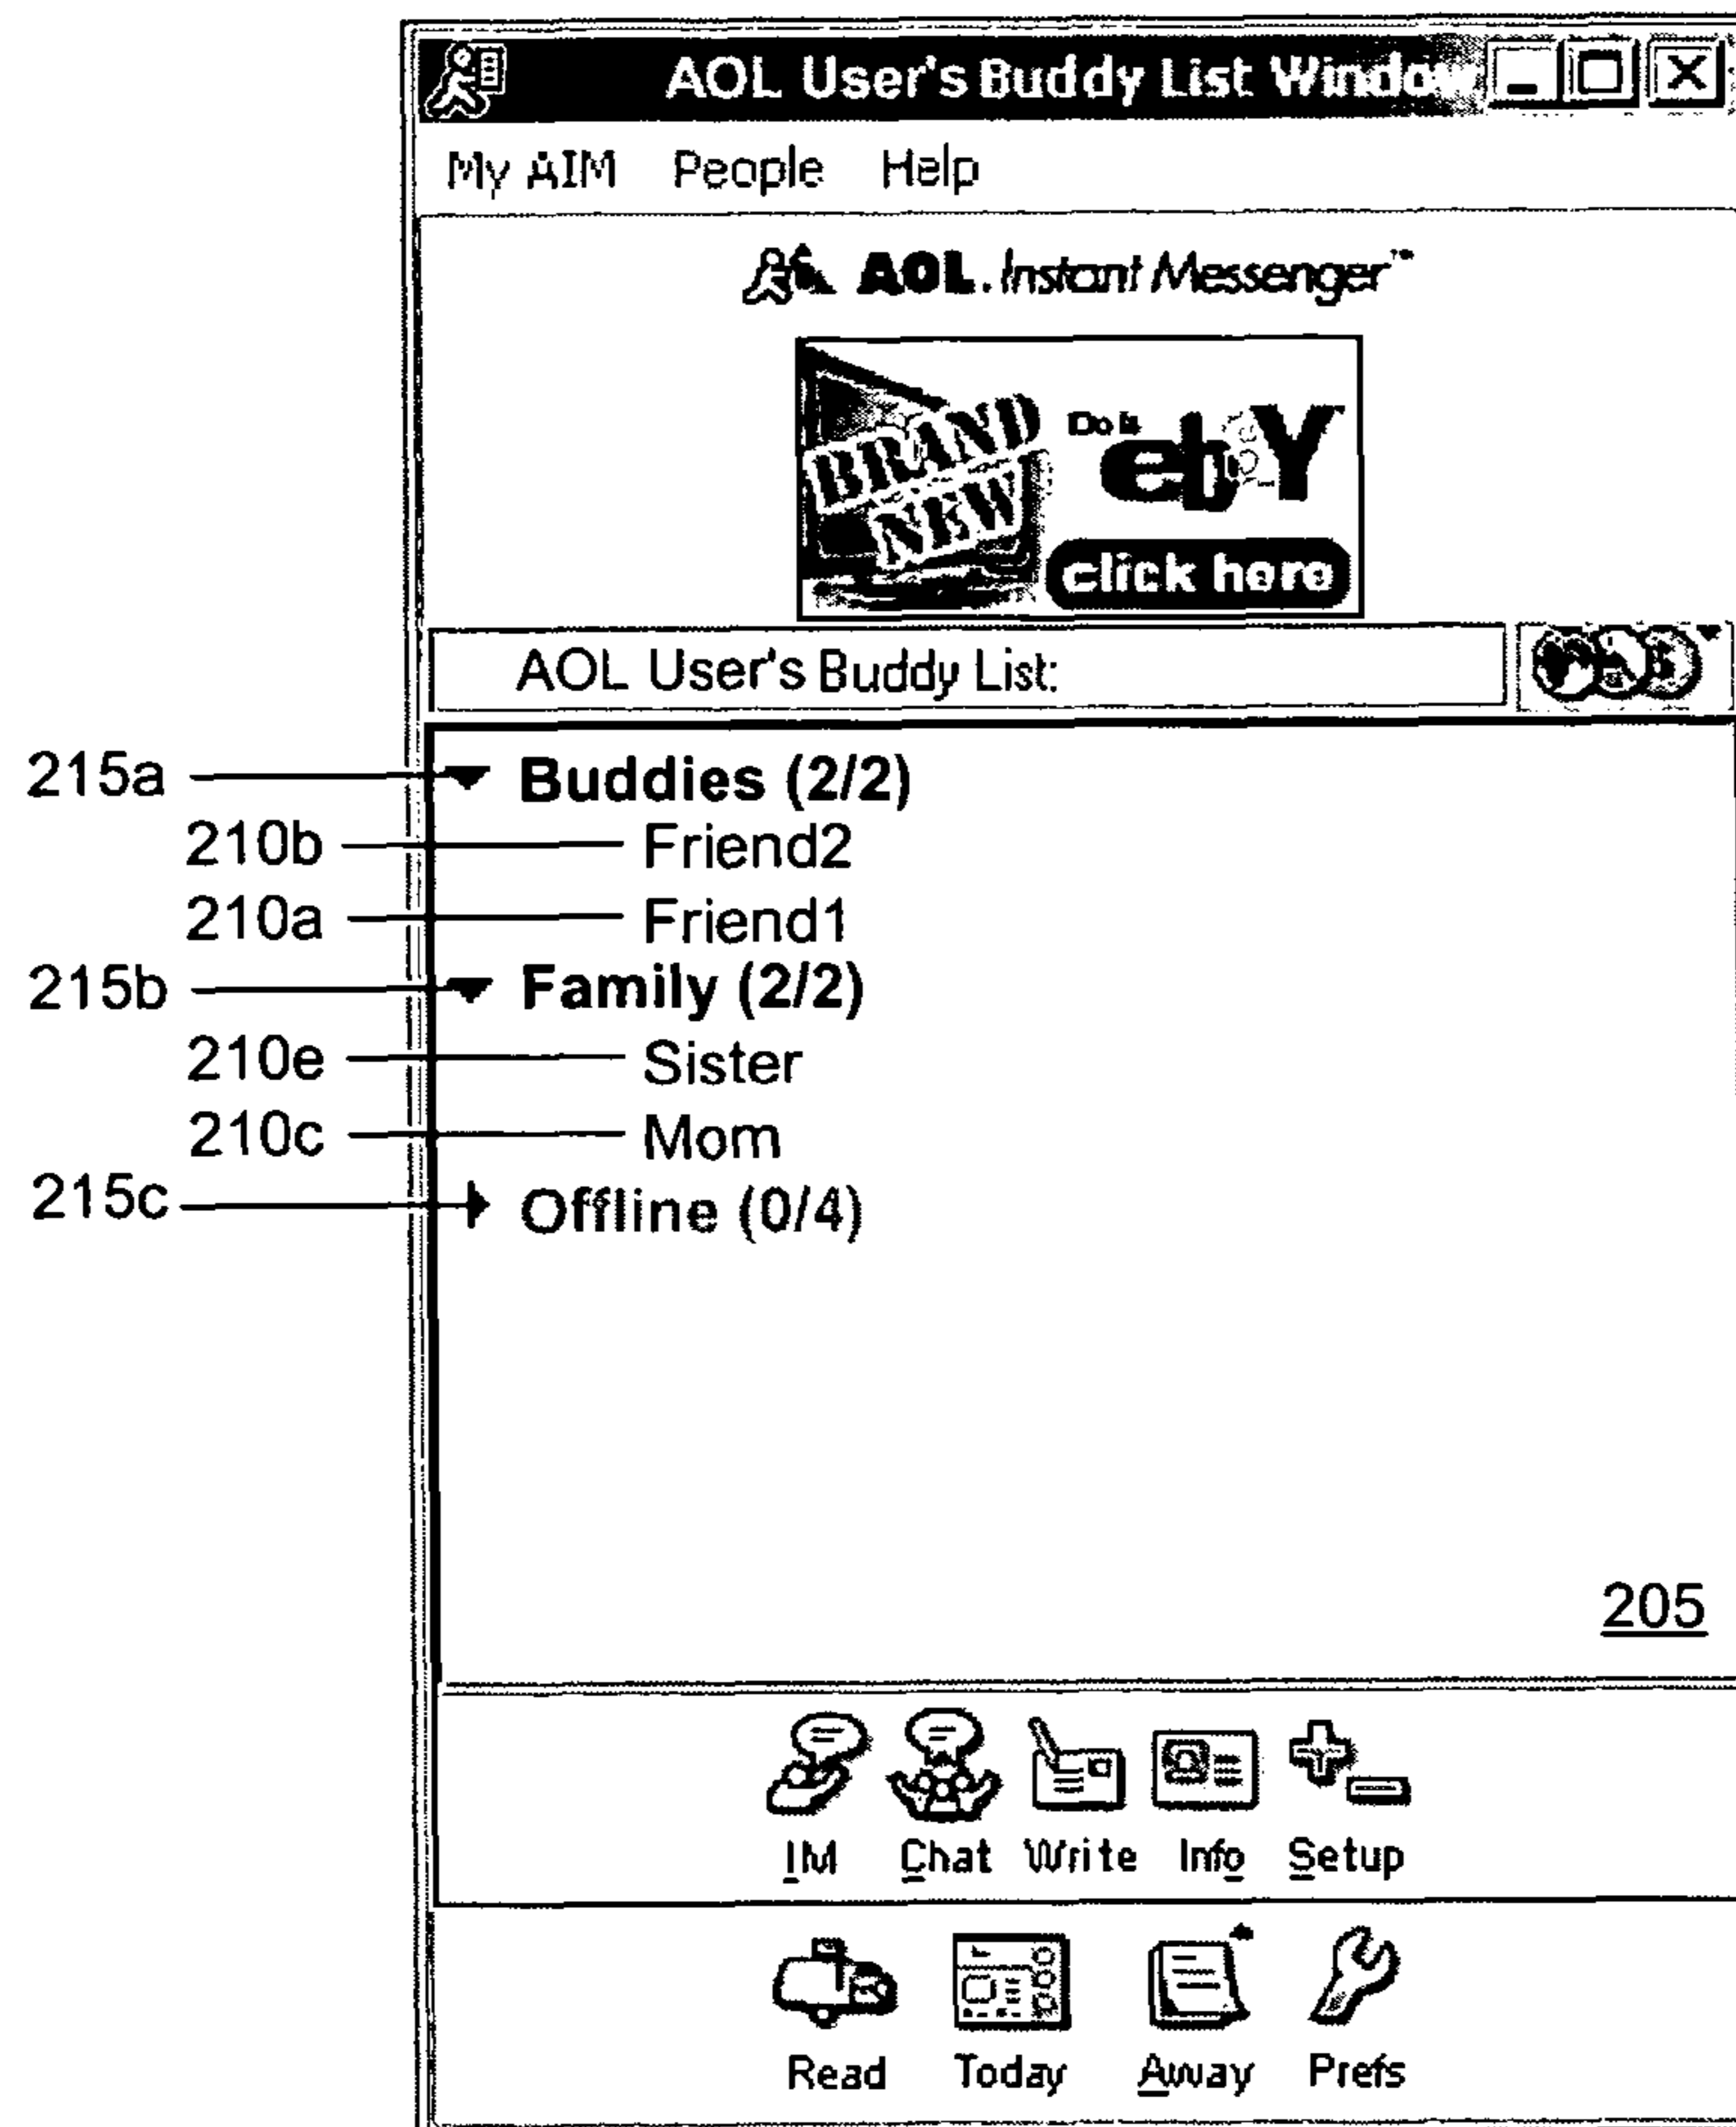 AOL User's Buddy List Window
My AIM People Help
AOL Instant Messenger™
BRAND NEW
Do it
ebY
click here
AOL User's Buddy List:
215a Buddies (2/2)
210b Friend2
210a Friend1
215b Family (2/2)
210e Sister
210c Mom
215c Offline (0/4)
205
IM Chat Write Info Setup
Read Today Away Prefs